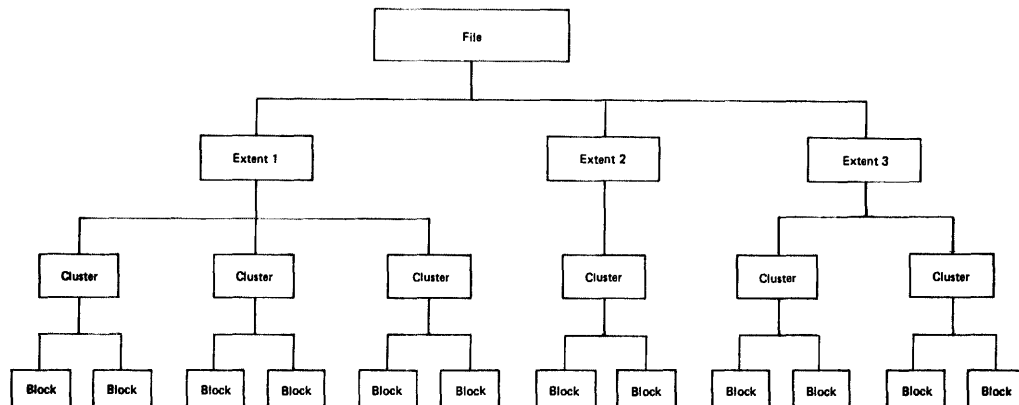 File
Extent 1 Extent 2 Extent 3
Cluster Cluster Cluster Cluster Cluster Cluster
Block Block Block Block Block Block Block Block Block Block Block Block